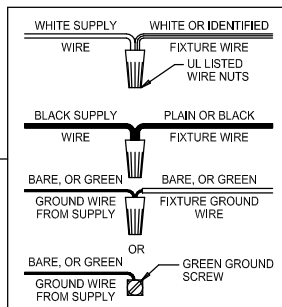 WHITE SUPPLY WHITE OR IDENTIFIED
WIRE FIXTURE WIRE
UL LISTED
WIRE NUTS
BLACK SUPPLY PLAIN OR BLACK
WIRE FIXTURE WIRE
BARE, OR GREEN BARE, OR GREEN
GROUND WIRE FIXTURE GROUND
FROM SUPPLY WIRE
OR
BARE, OR GREEN GREEN GROUND
SCREW
GROUND WIRE
FROM SUPPLY